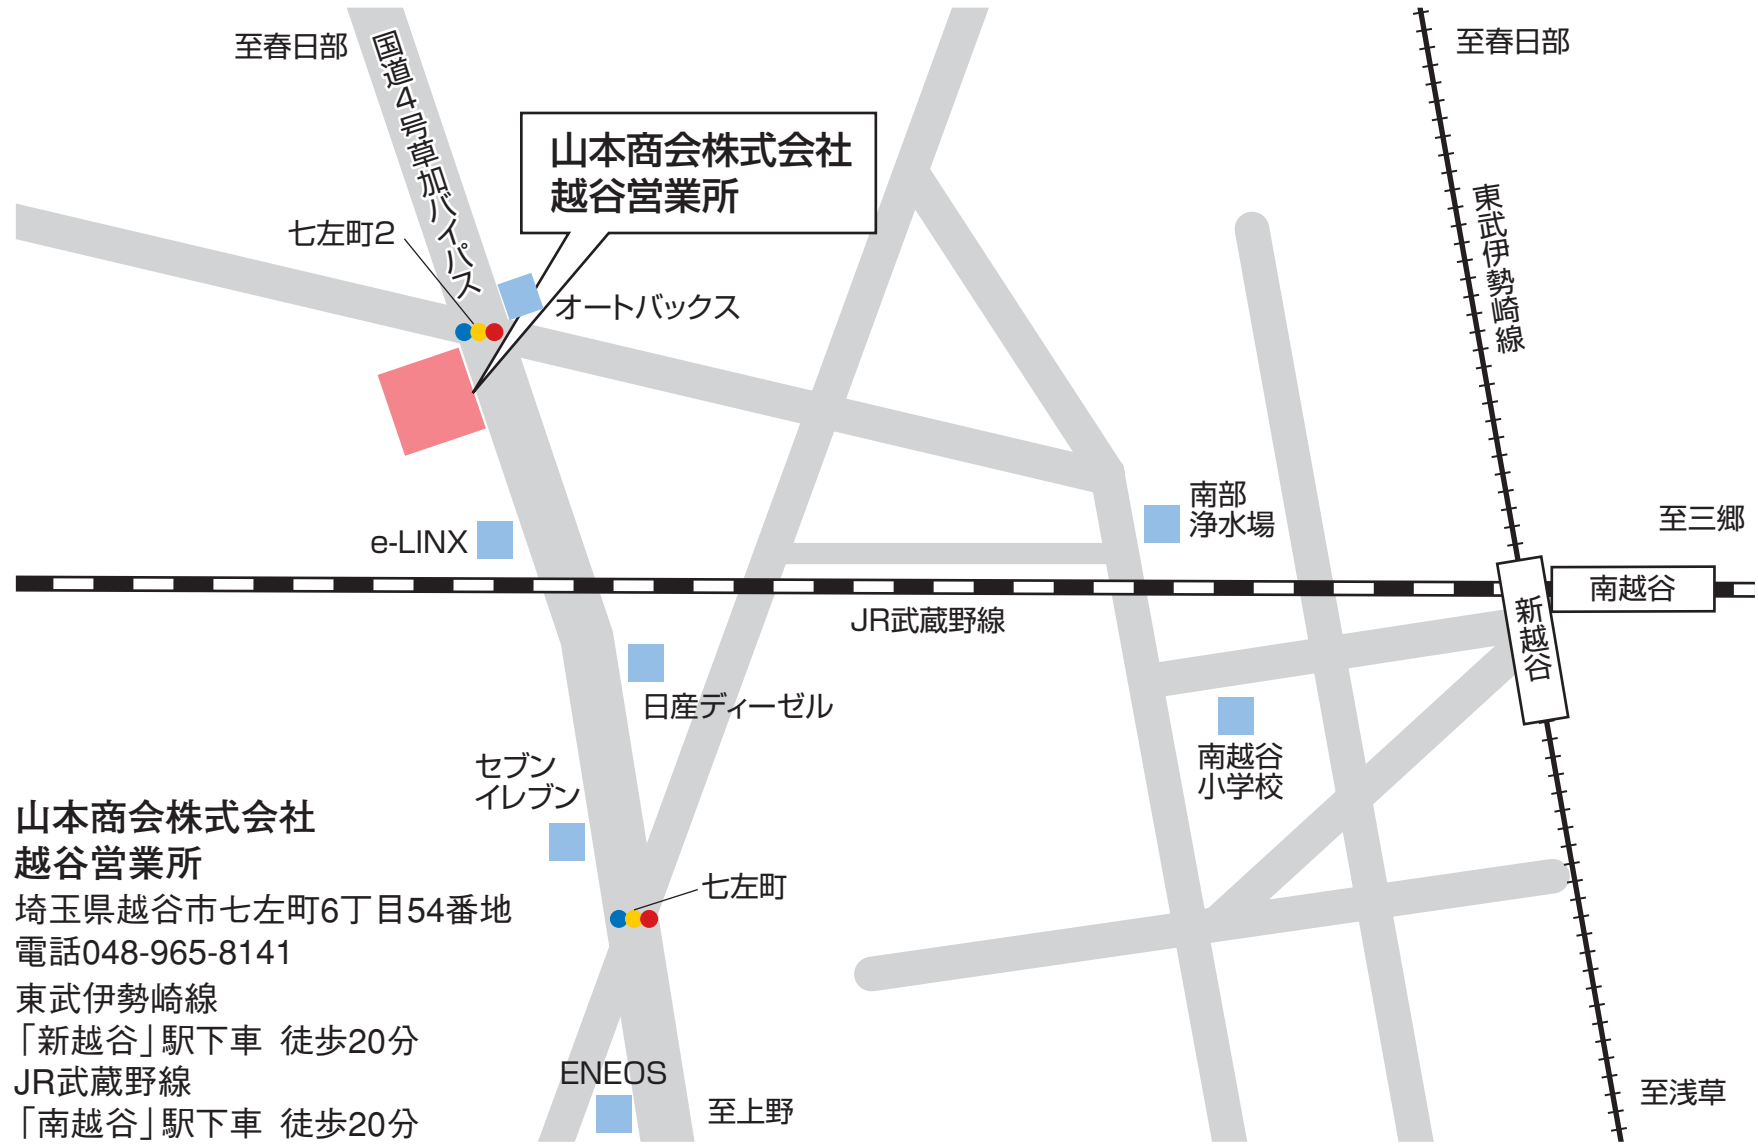 至春日部
国道4号草加バイパス
至春日部
山本商会株式会社
越谷営業所
七左町2
オートバックス
東武伊勢崎線
南部
浄水場
至三郷
e-LINX
南越谷
新越谷
JR武蔵野線
日産ディーゼル
南越谷
小学校
セブン
イレブン
七左町
ENEOS
至上野
至浅草
山本商会株式会社
越谷営業所
埼玉県越谷市七左町6丁目54番地
電話048-965-8141
東武伊勢崎線
「新越谷」駅下車 徒歩20分
JR武蔵野線
「南越谷」駅下車 徒歩20分